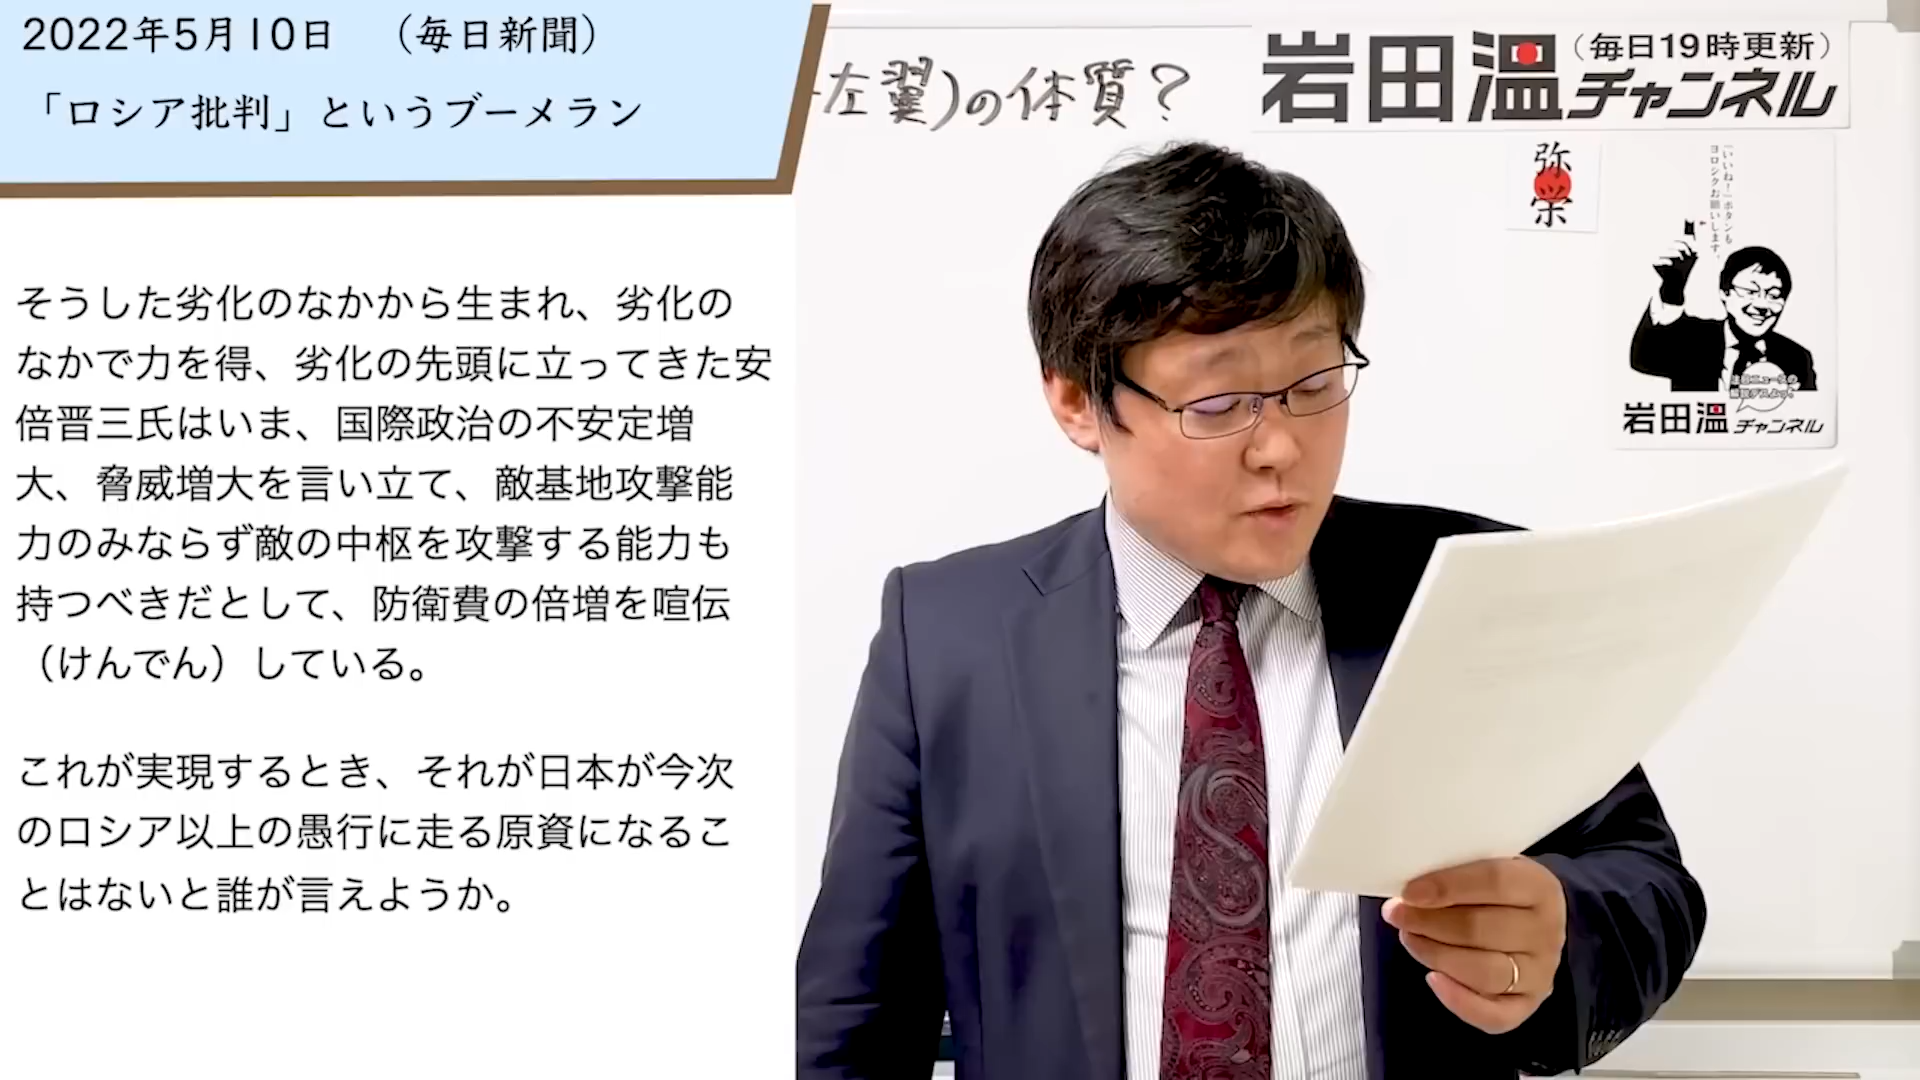 2022年5月10日　（毎日新聞）
「ロシア批判」というブーメラン
そうした劣化のなかから生まれ、劣化の
なかで力を得、劣化の先頭に立ってきた安
倍晋三氏はいま、国際政治の不安定増
大、脅威増大を言い立て、敵基地攻撃能
力のみならず敵の中枢を攻撃する能力も
持つべきだとして、防衛費の倍増を喧伝
（けんでん）している。
これが実現するとき、それが日本が今次
のロシア以上の愚行に走る原資になるこ
とはないと誰が言えようか。
左翼)の体質?
岩田温（毎日19時更新）
チャンネル
弥栄
「いいね！」ボタンも
ヨロシクお願いします。
岩田温チャンネル